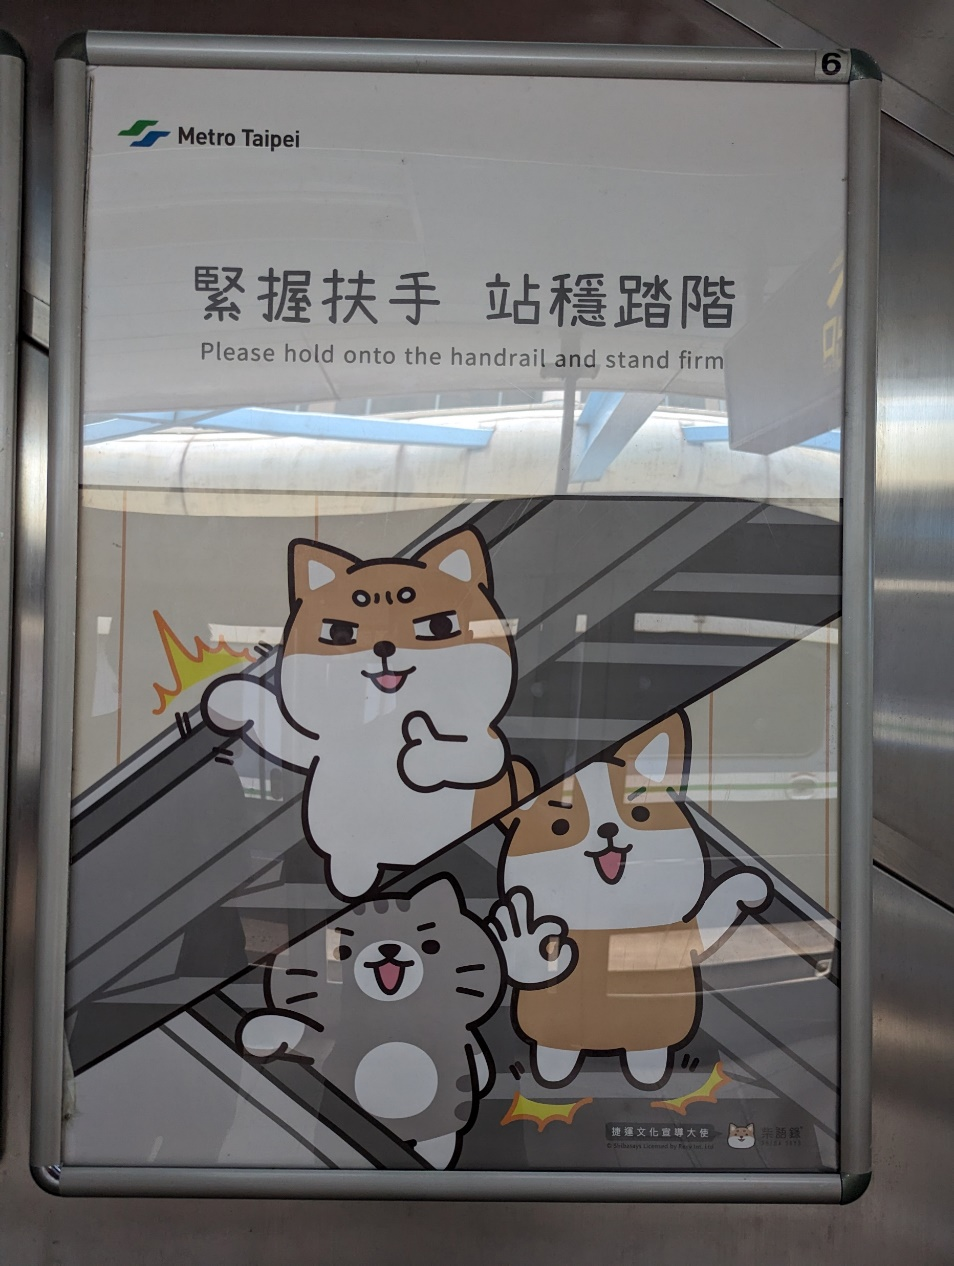 6
Metro Taipei
緊握扶手 站穩踏階
Please hold onto the handrail and stand firm
捷運文化宣導大使